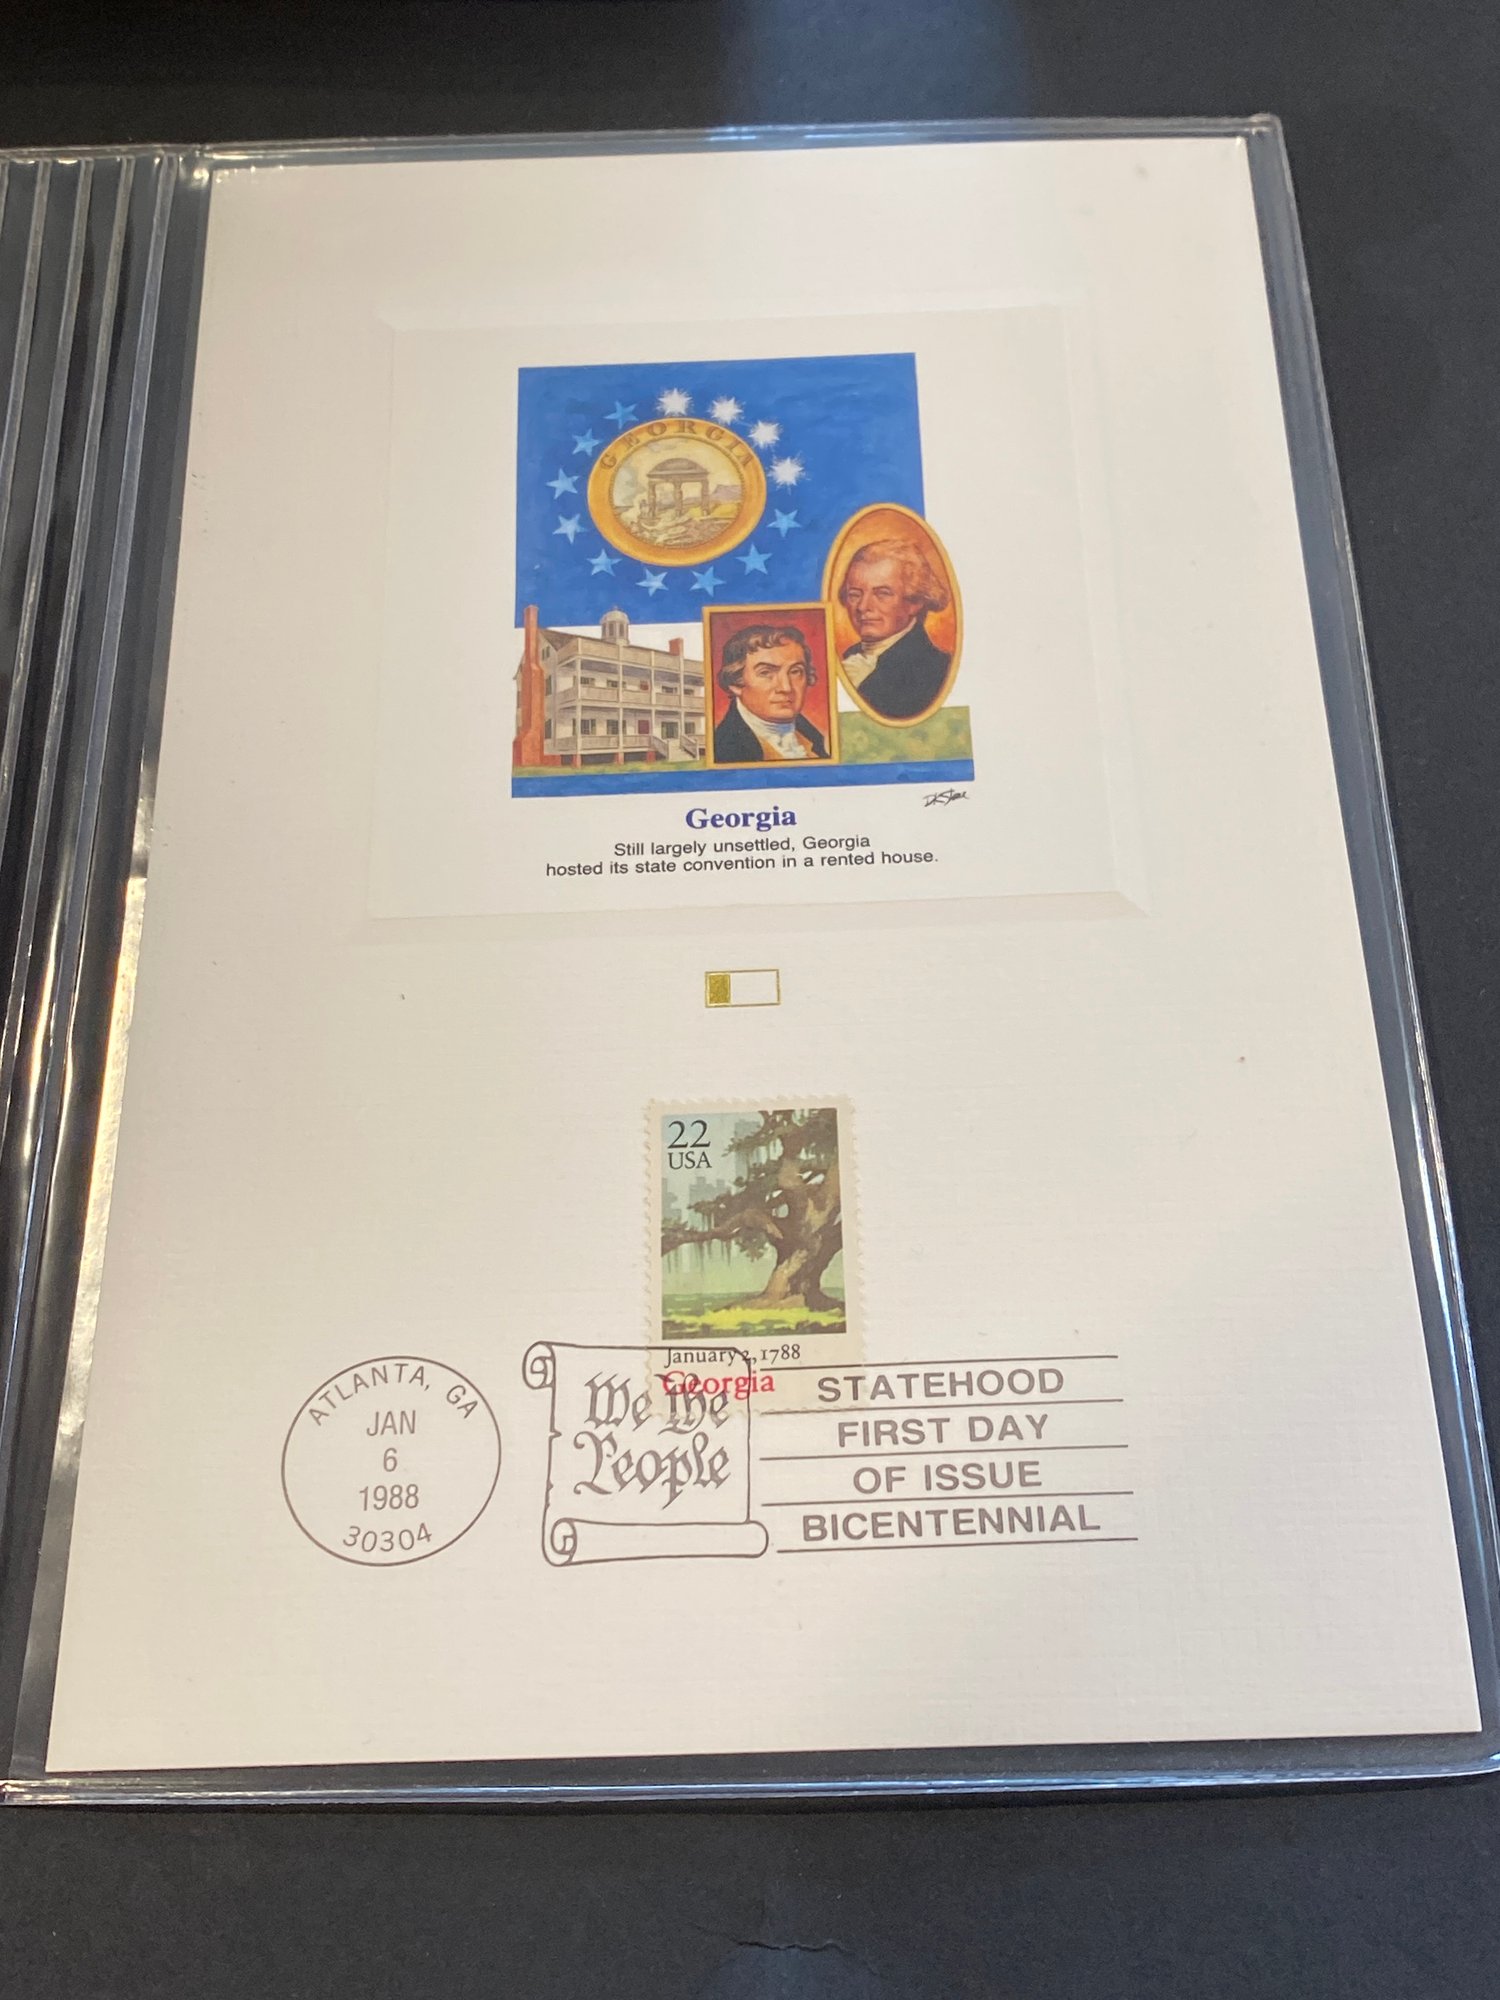 GEORGIA
Georgia
Still largely unsettled, Georgia
hosted its state convention in a rented house.
22
USA
January 2, 1788
Georgia
ATLANTA, GA
JAN
6
1988
30304
We the
People
STATEHOOD
FIRST DAY
OF ISSUE
BICENTENNIAL